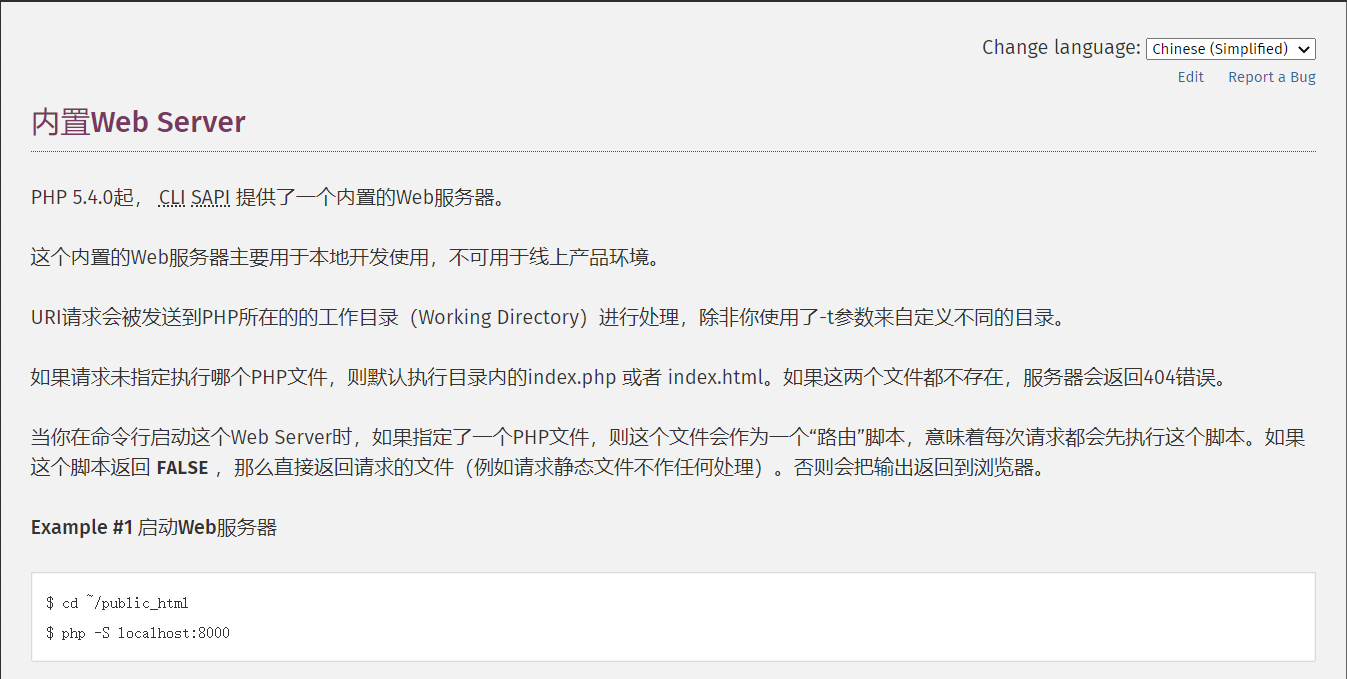 Change language: Chinese (Simplified)
Edit Report a Bug
内置Web Server
PHP 5.4.0起， CLI SAPI 提供了一个内置的Web服务器。
这个内置的Web服务器主要用于本地开发使用，不可用于线上产品环境。
URI请求会被发送到PHP所在的的工作目录（Working Directory）进行处理，除非你使用了-t参数来自定义不同的目录。
如果请求未指定执行哪个PHP文件，则默认执行目录内的index.php 或者 index.html。如果这两个文件都不存在，服务器会返回404错误。
当你在命令行启动这个Web Server时，如果指定了一个PHP文件，则这个文件会作为一个“路由”脚本，意味着每次请求都会先执行这个脚本。如果
这个脚本返回 FALSE ，那么直接返回请求的文件（例如请求静态文件不作任何处理）。否则会把输出返回到浏览器。
Example #1 启动Web服务器
$ cd ~/public_html
$ php -S localhost:8000